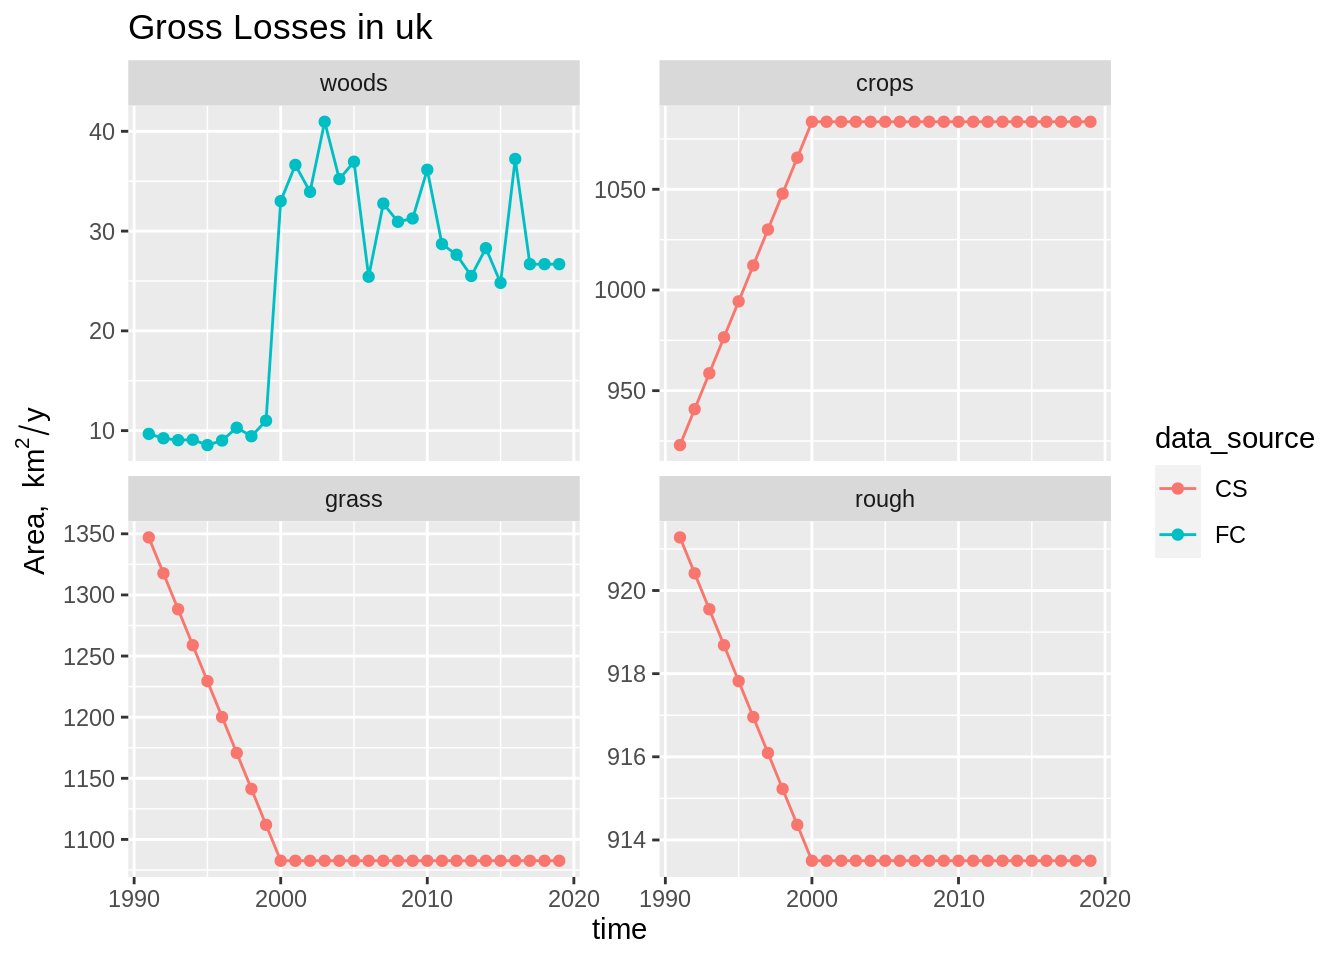 Gross Losses in uk
woods
crops
40
30
20
10
1050
1000
950
grass
rough
1350
1300
1250
1200
1150
1100
920
918
916
914
1990 2000 2010 2020
1990 2000 2010 2020
time
Area, km²/y
data_source
CS
FC